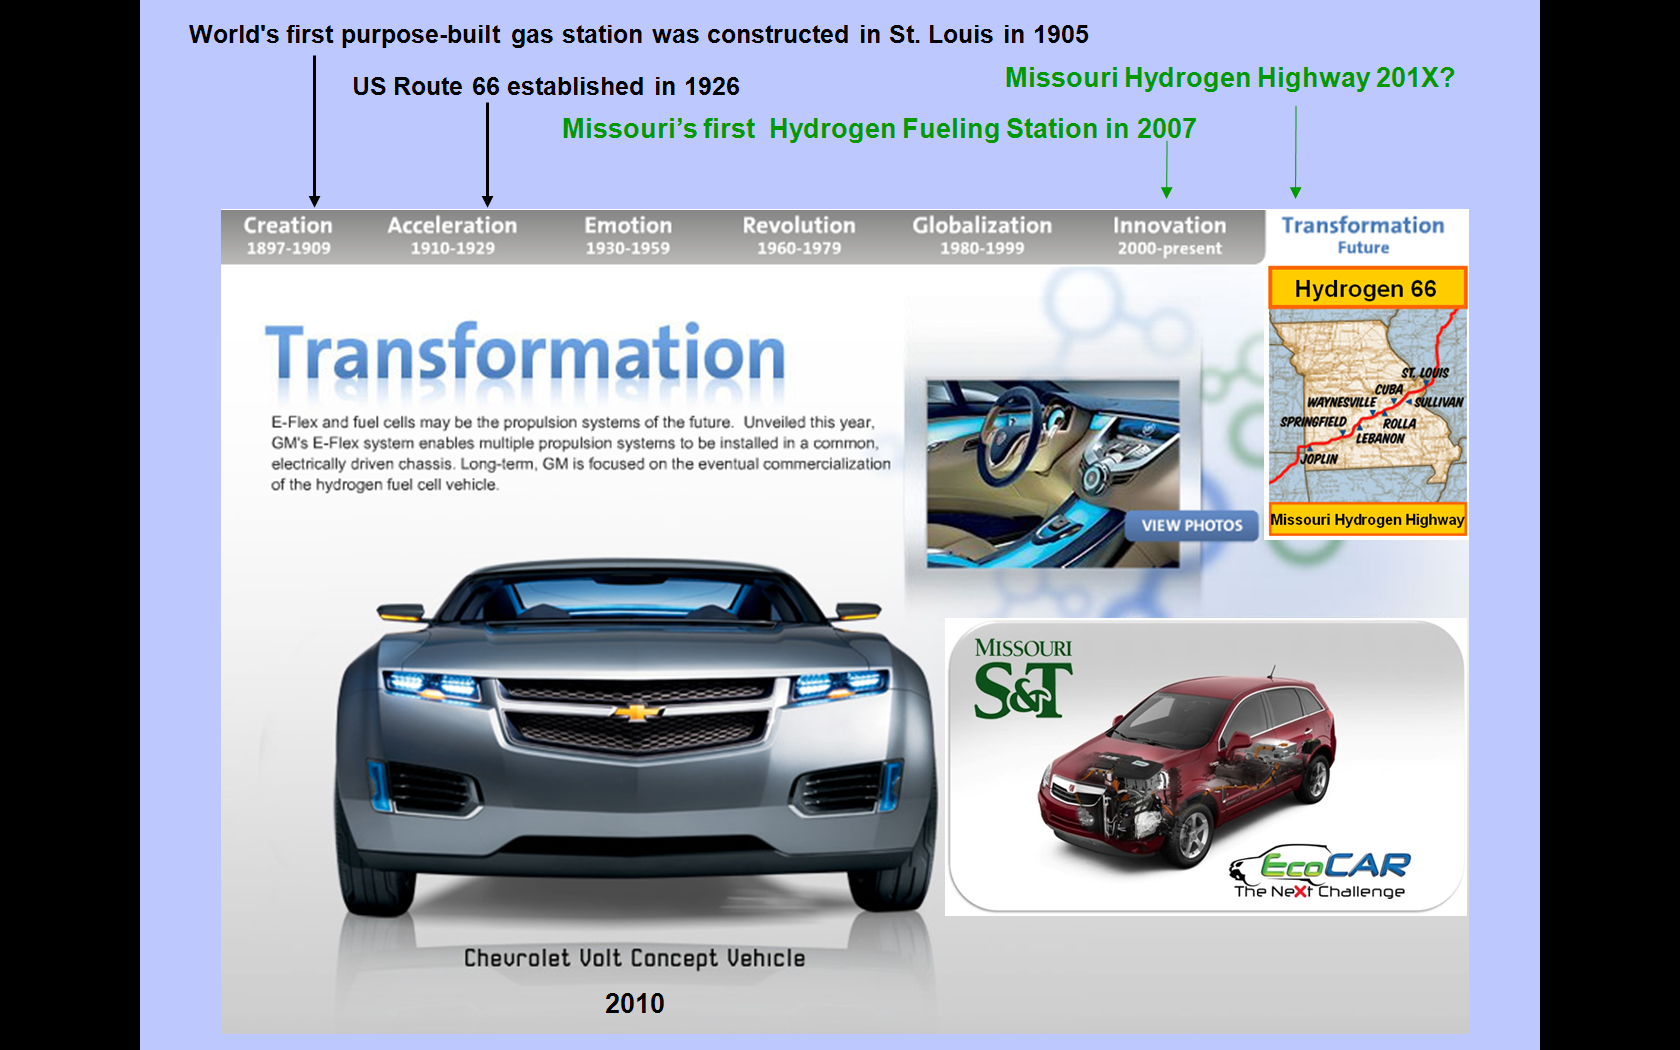 World's first purpose-built gas station was constructed in St. Louis in 1905
US Route 66 established in 1926
Missouri Hydrogen Highway 201X?
Missouri's first Hydrogen Fueling Station in 2007
Creation
1897-1909
Acceleration
1910-1929
Emotion
1930-1959
Revolution
1960-1979
Globalization
1980-1999
Innovation
2000-present
Transformation
Future
Hydrogen 66
ST. LOUIS
CUBA
WAYNESVILLE
SULLIVAN
SPRINGFIELD
ROLLA
LEBANON
JOPLIN
Missouri Hydrogen Highway
Transformation
E-Flex and fuel cells may be the propulsion systems of the future. Unveiled this year,
GM's E-Flex system enables multiple propulsion systems to be installed in a common,
electrically driven chassis. Long-term, GM is focused on the eventual commercialization
of the hydrogen fuel cell vehicle.
VIEW PHOTOS
MISSOURI
S&T
EcoCAR
The NeXt Challenge
Chevrolet Volt Concept Vehicle
2010